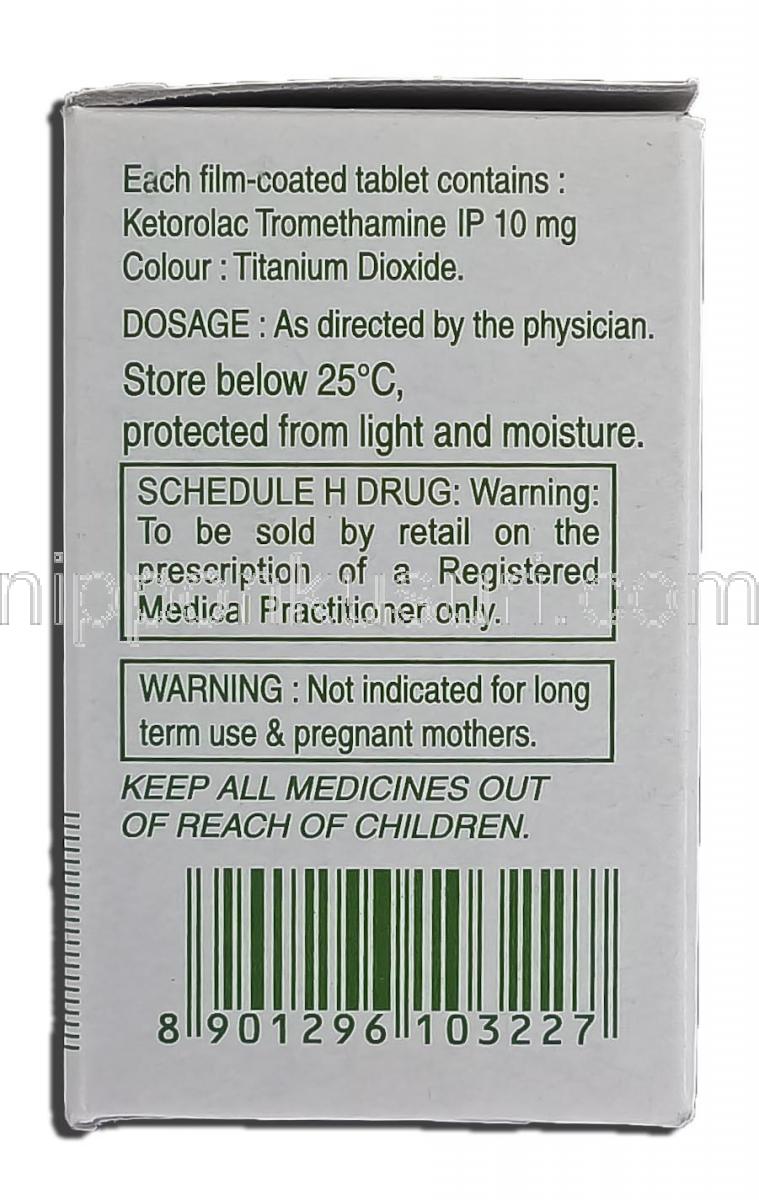 Each film-coated tablet contains :
Ketorolac Tromethamine IP 10 mg
Colour : Titanium Dioxide.
DOSAGE : As directed by the physician.
Store below 25°C,
protected from light and moisture.
SCHEDULE H DRUG: Warning:
To be sold by retail on the
prescription of a Registered
Medical Practitioner only.
nipponkusuri.com
WARNING : Not indicated for long
term use & pregnant mothers.
KEEP ALL MEDICINES OUT
OF REACH OF CHILDREN.
8 901296 103227